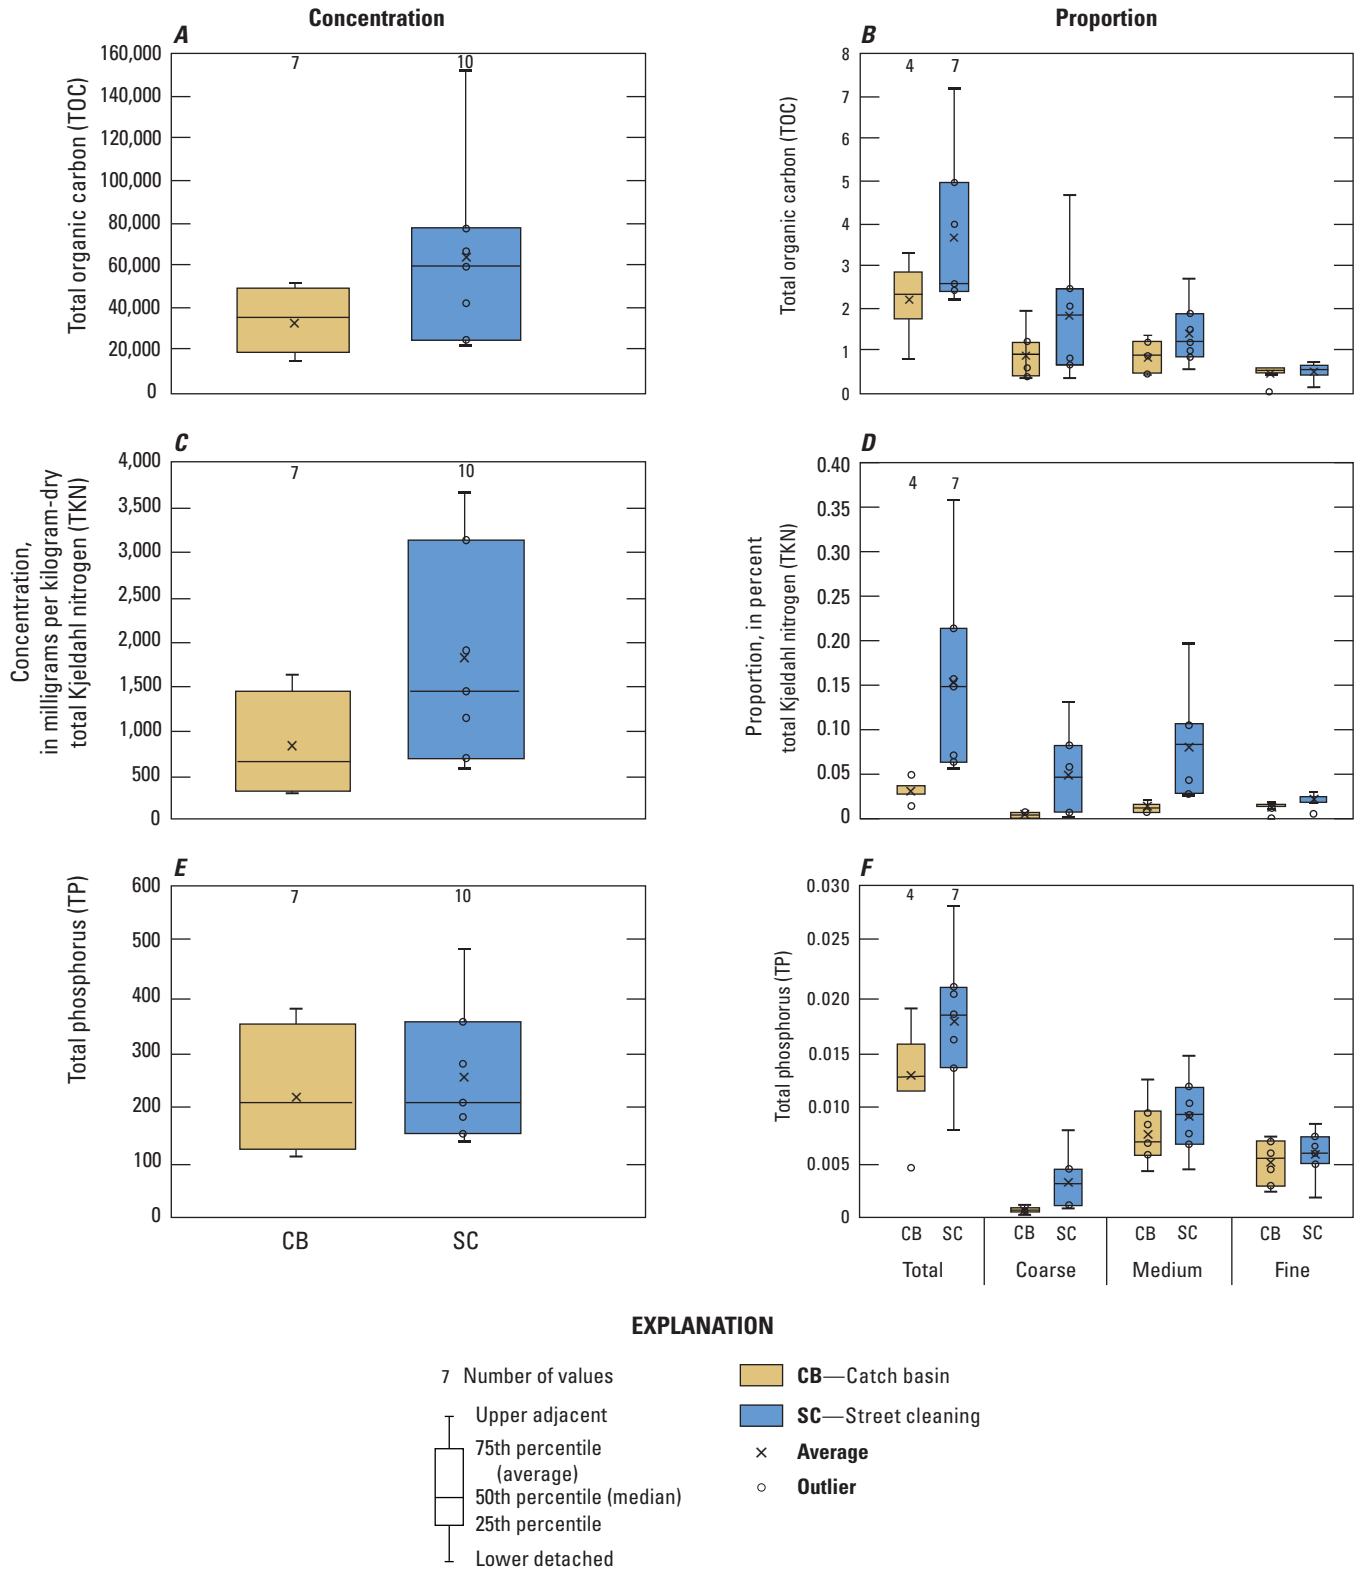 Concentration
Proportion
A
B
160,000
140,000
120,000
100,000
80,000
60,000
40,000
20,000
0
Total organic carbon (TOC)
7
10
8
7
6
5
4
3
2
1
0
Total organic carbon (TOC)
4
7
C
D
4,000
3,500
3,000
2,500
2,000
1,500
1,000
500
0
Concentration,
in milligrams per kilogram-dry
total Kjeldahl nitrogen (TKN)
7
10
0.40
0.35
0.30
0.25
0.20
0.15
0.10
0.05
0
Proportion, in percent
total Kjeldahl nitrogen (TKN)
4
7
E
F
600
500
400
300
200
100
0
Total phosphorus (TP)
7
10
CB
SC
0.030
0.025
0.020
0.015
0.010
0.005
0
Total phosphorus (TP)
4
7
CB SC CB SC CB SC CB SC
Total Coarse Medium Fine
EXPLANATION
7 Number of values
Upper adjacent
75th percentile
(average)
50th percentile (median)
25th percentile
Lower detached
CB—Catch basin
SC—Street cleaning
Average
Outlier